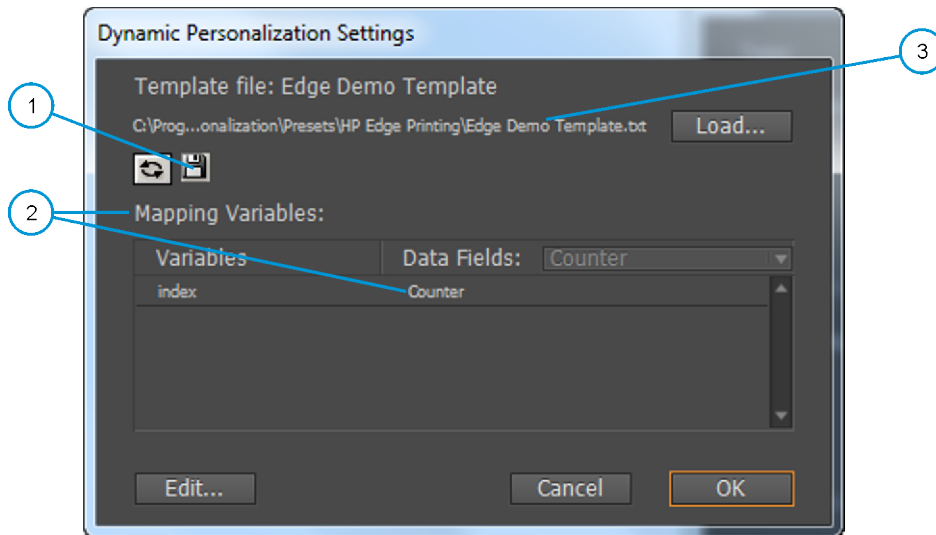 Dynamic Personalization Settings
3
Template file: Edge Demo Template
1
C:\Prog...onalization\Presets\HP Edge Printing\Edge Demo Template.txt Load...
2
Mapping Variables:
Variables Data Fields: Counter
index Counter
Edit... Cancel OK